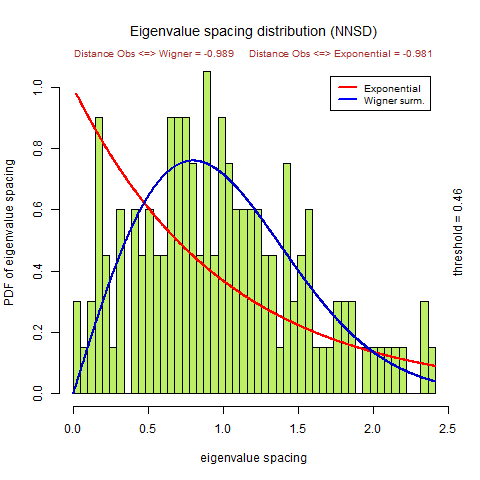 Eigenvalue spacing distribution (NNSD)
Distance Obs <=> Wigner = -0.989 Distance Obs <=> Exponential = -0.981
Exponential
Wigner surm.
PDF of eigenvalue spacing
1.0
0.8
0.6
0.4
0.2
0.0
threshold = 0.46
0.0 0.5 1.0 1.5 2.0 2.5
eigenvalue spacing